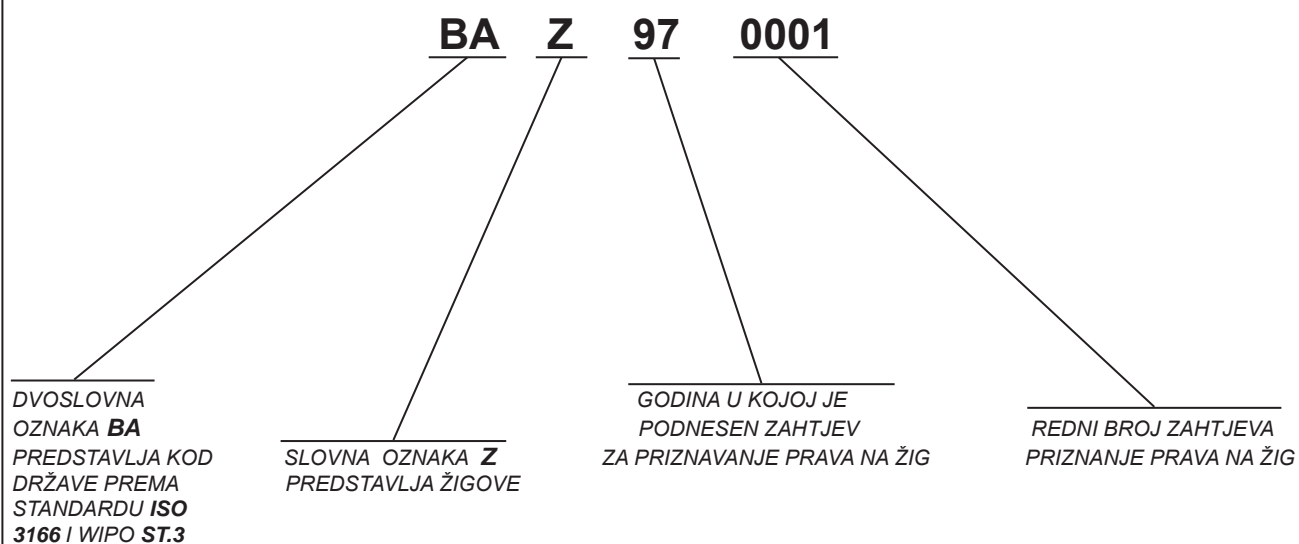 BA Z 97 0001
DVOSLOVNA
OZNAKA BA
PREDSTAVLJA KOD
DRŽAVE PREMA
STANDARDU ISO
3166 I WIPO ST.3
SLOVNA OZNAKA Z
PREDSTAVLJA ŽIGOVE
GODINA U KOJOJ JE
PODNESEN ZAHTJEV
ZA PRIZNAVANJE PRAVA NA ŽIG
REDNI BROJ ZAHTJEVA
PRIZNANJE PRAVA NA ŽIG